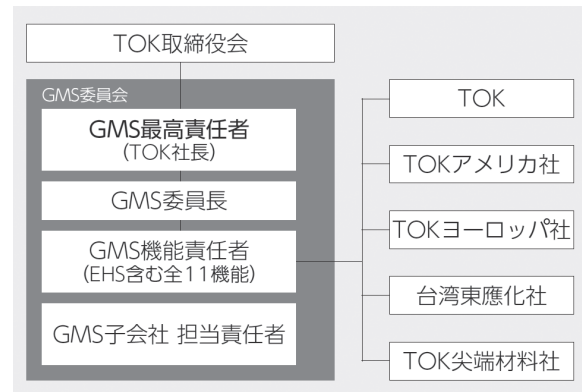 TOK取締役会
GMS委員会
GMS最高責任者
(TOK社長)
GMS委員長
GMS機能責任者
(EHS含む全11機能)
GMS子会社 担当責任者
TOK
TOKアメリカ社
TOKヨーロッパ社
台湾東應化社
TOK尖端材料社